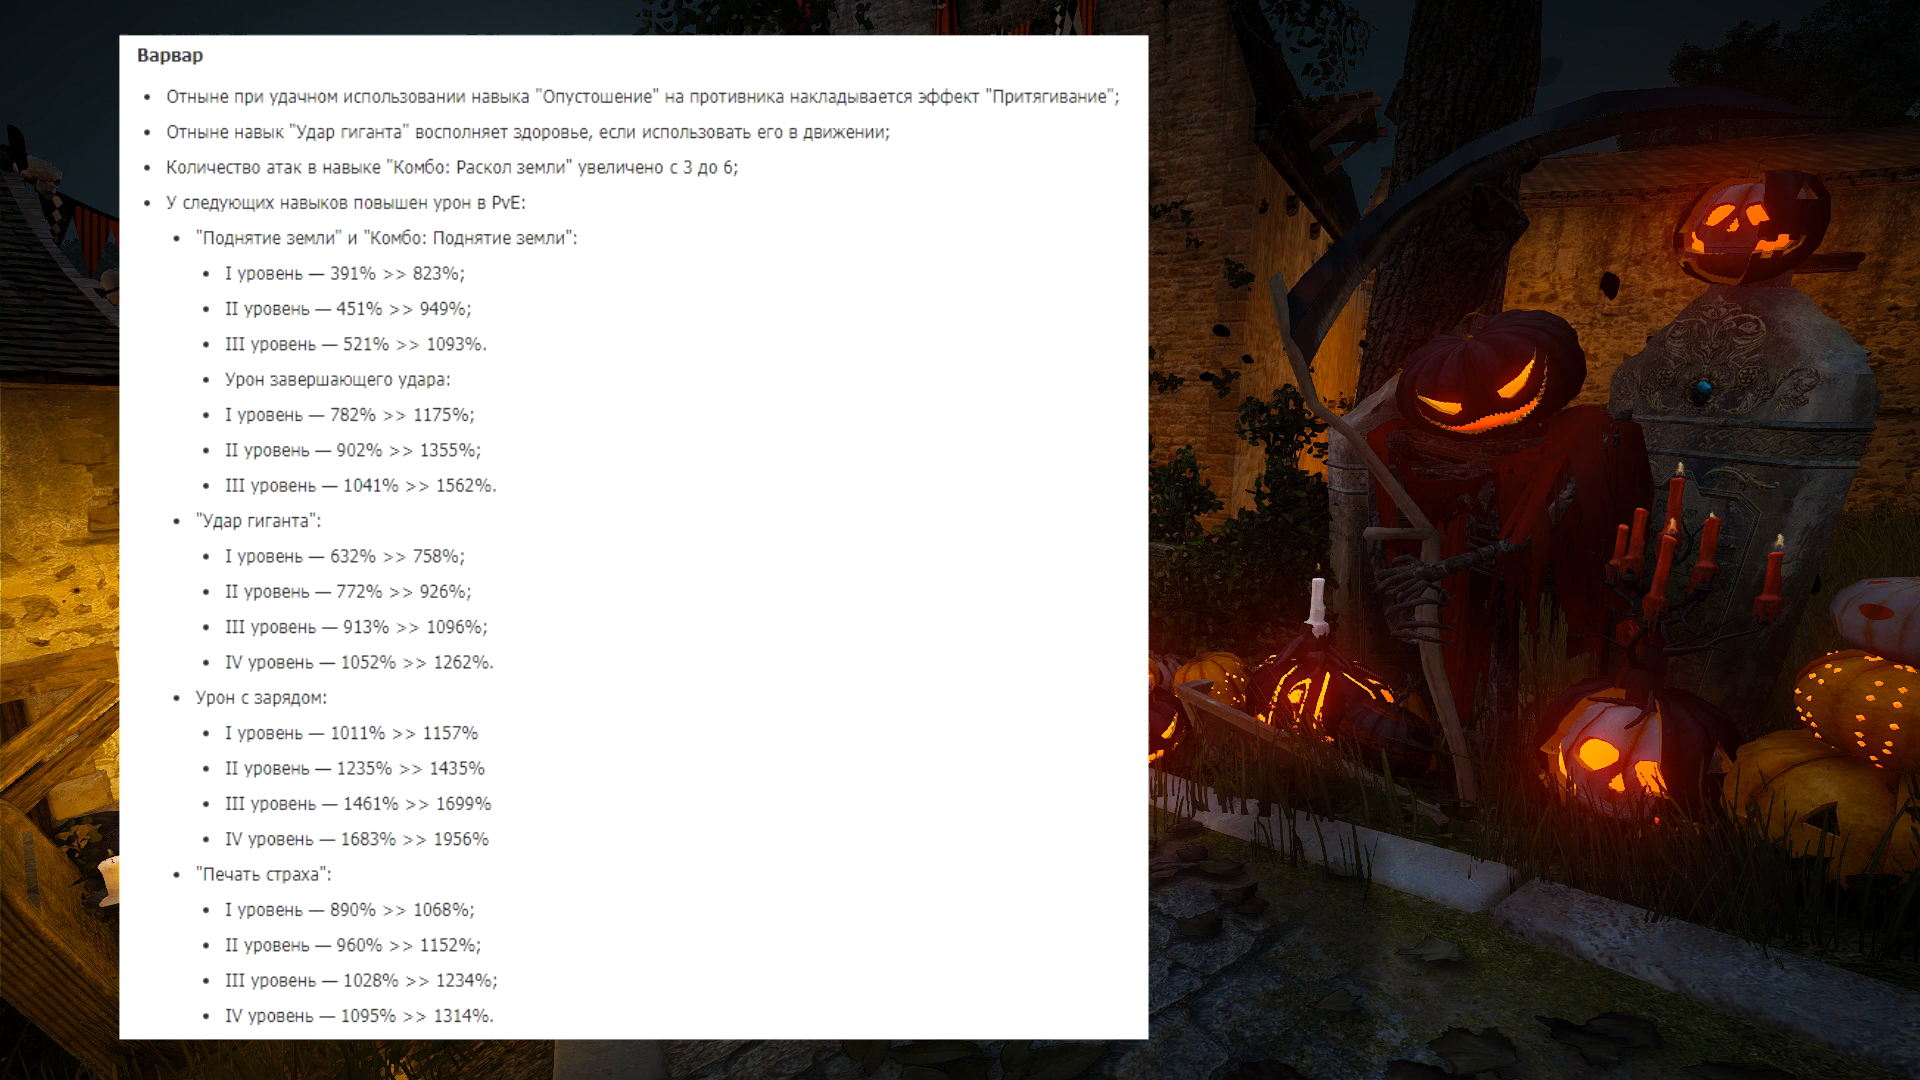 Варвар
• Отныне при удачном использовании навыка "Опустошение" на противника накладывается эффект "Притягивание";
• Отныне навык "Удар гиганта" восполняет здоровье, если использовать его в движении;
• Количество атак в навыке "Комбо: Раскол земли" увеличено с 3 до 6;
• У следующих навыков повышен урон в PvE:
• "Поднятие земли" и "Комбо: Поднятие земли":
• I уровень — 391% >> 823%;
• II уровень — 451% >> 949%;
• III уровень — 521% >> 1093%.
• Урон завершающего удара:
• I уровень — 782% >> 1175%;
• II уровень — 902% >> 1355%;
• III уровень — 1041% >> 1562%.
• "Удар гиганта":
• I уровень — 632% >> 758%;
• II уровень — 772% >> 926%;
• III уровень — 913% >> 1096%;
• IV уровень — 1052% >> 1262%.
• Урон с зарядом:
• I уровень — 1011% >> 1157%
• II уровень — 1235% >> 1435%
• III уровень — 1461% >> 1699%
• IV уровень — 1683% >> 1956%
• "Печать страха":
• I уровень — 890% >> 1068%;
• II уровень — 960% >> 1152%;
• III уровень — 1028% >> 1234%;
• IV уровень — 1095% >> 1314%.